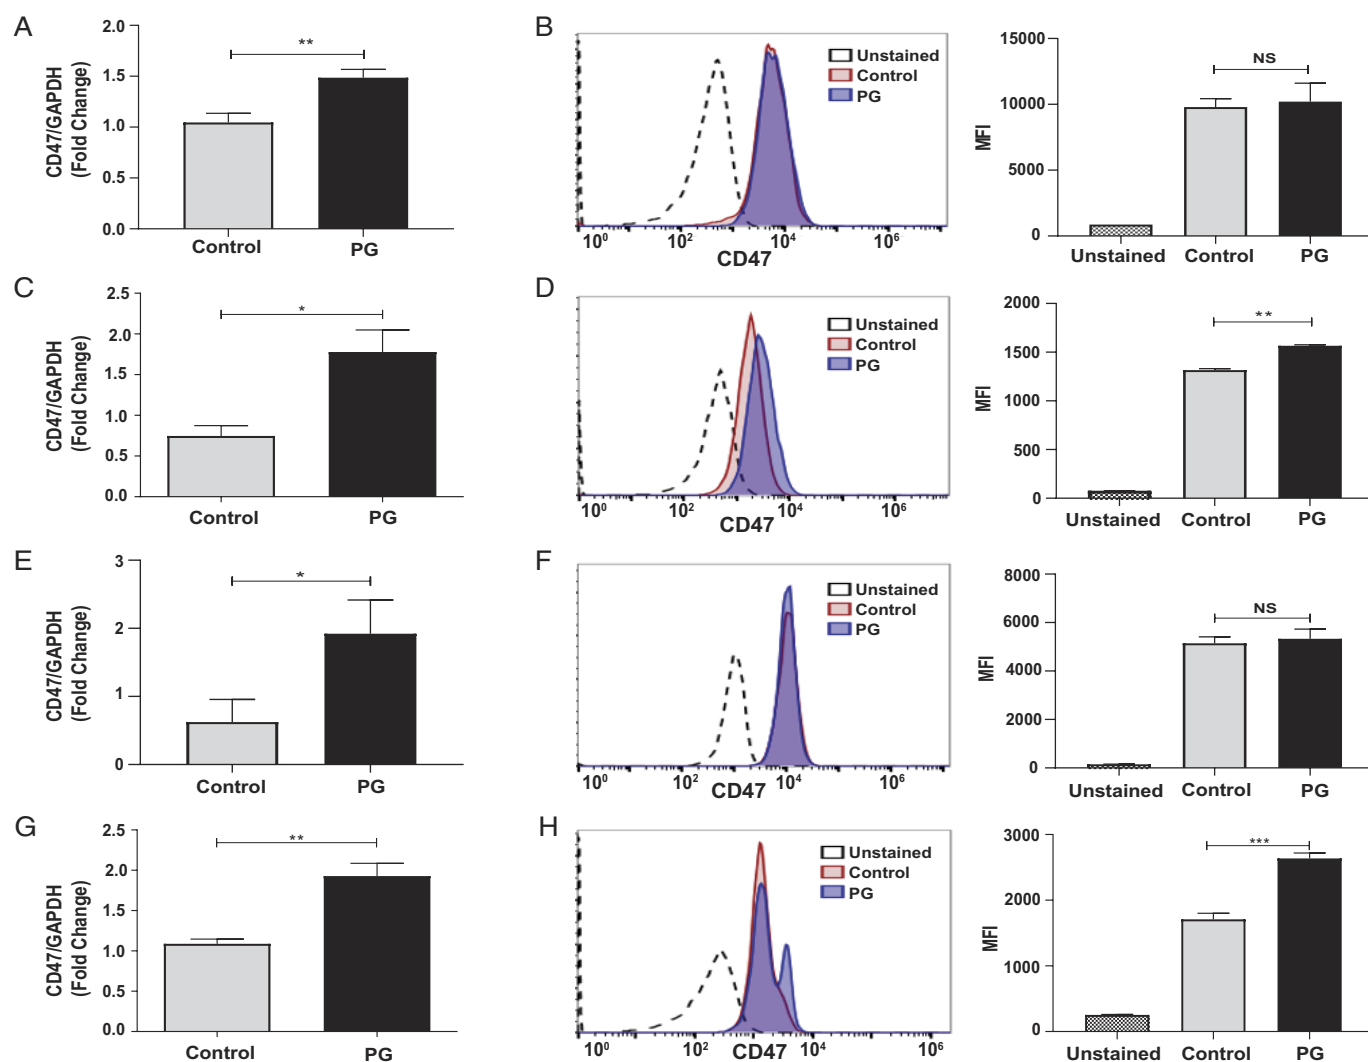 A
CD47/GAPDH
(Fold Change)
2.0
1.5
1.0
0.5
0.0
**
Control
PG
B
Unstained
Control
PG
10⁰
10²
10⁴
10⁶
CD47
MFI
15000
10000
5000
0
NS
Unstained
Control
PG
C
CD47/GAPDH
(Fold Change)
2.5
2.0
1.5
1.0
0.5
0.0
*
Control
PG
D
Unstained
Control
PG
10⁰
10²
10⁴
10⁶
CD47
MFI
2000
1500
1000
500
0
**
Unstained
Control
PG
E
CD47/GAPDH
(Fold Change)
3
2
1
0
*
Control
PG
F
Unstained
Control
PG
10⁰
10²
10⁴
10⁶
CD47
MFI
8000
6000
4000
2000
0
NS
Unstained
Control
PG
G
CD47/GAPDH
(Fold Change)
2.5
2.0
1.5
1.0
0.5
0.0
**
Control
PG
H
Unstained
Control
PG
10⁰
10²
10⁴
10⁶
CD47
MFI
3000
2000
1000
0
***
Unstained
Control
PG